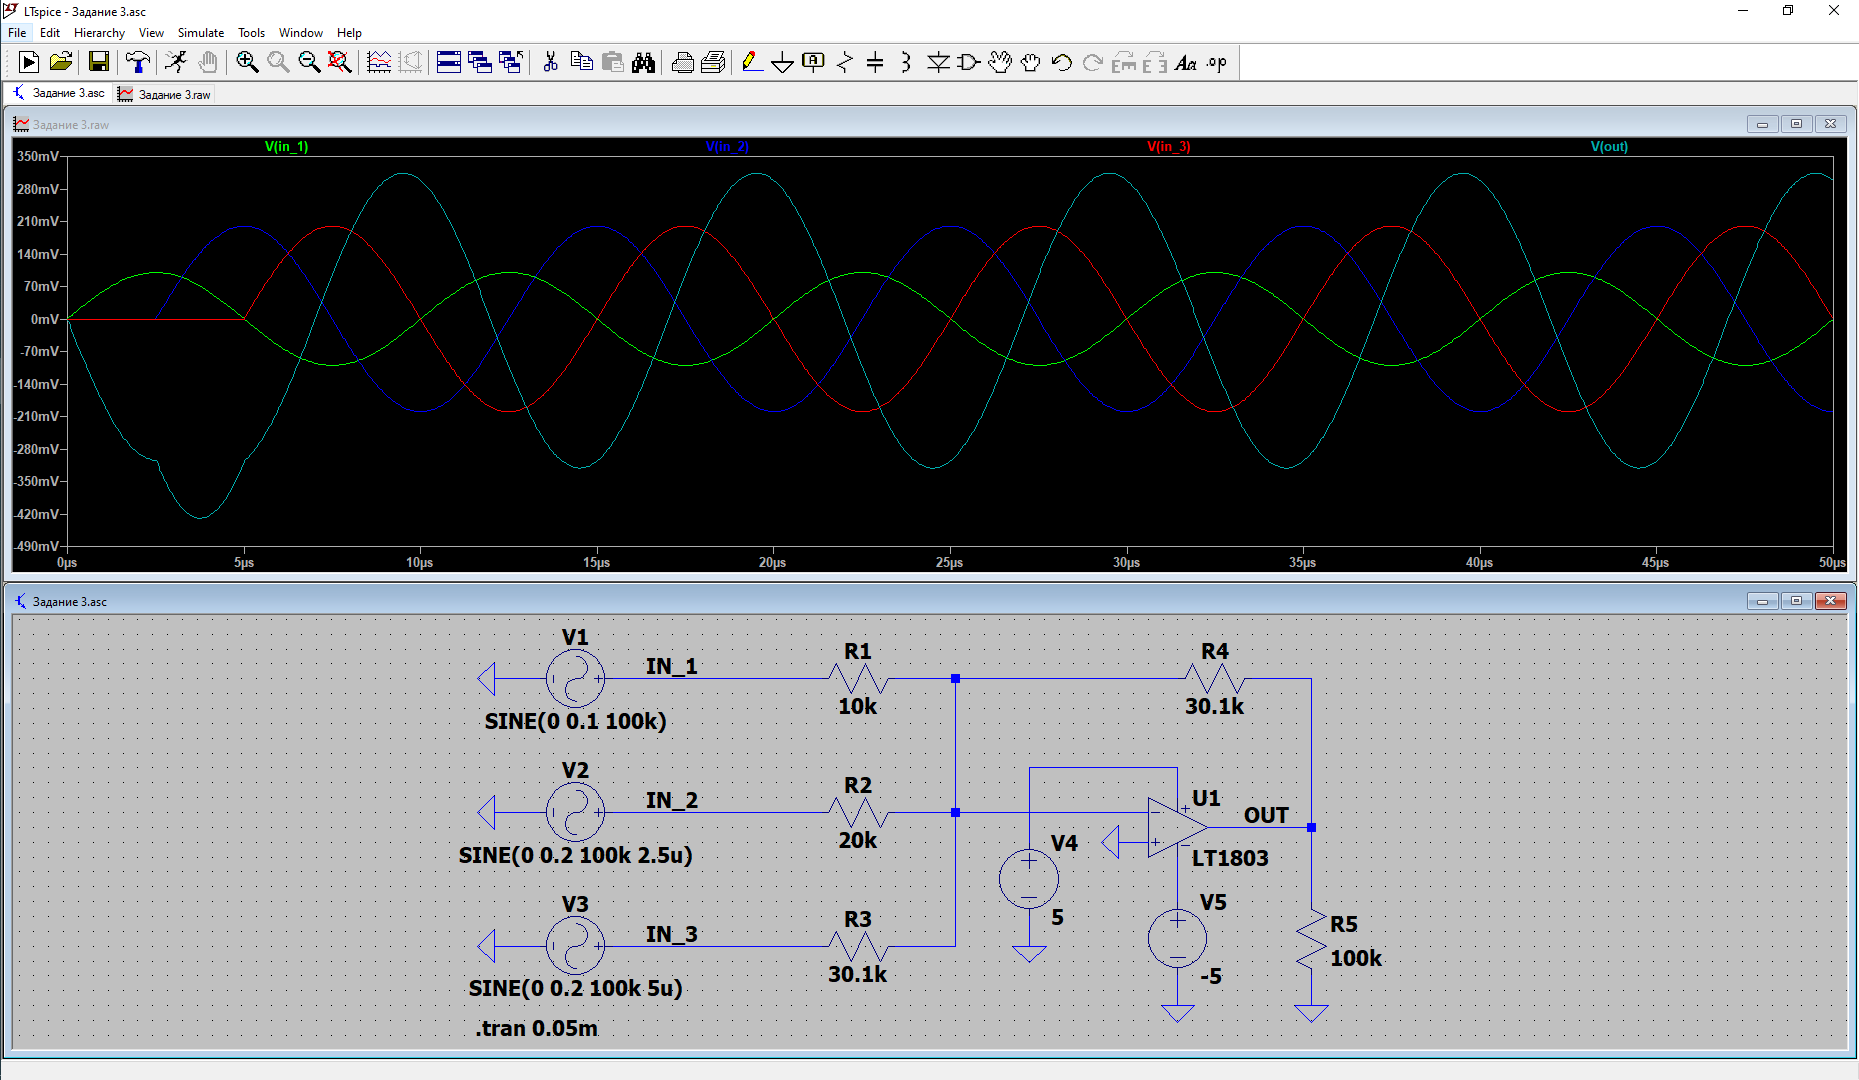 LTspice - Задание 3.asc
File Edit Hierarchy View Simulate Tools Window Help
Задание 3.asc Задание 3.raw
Задание 3.raw
V(in_1) V(in_2) V(in_3) V(out)
350mV
280mV
210mV
140mV
70mV
0mV
-70mV
-140mV
-210mV
-280mV
-350mV
-420mV
-490mV
0µs 5µs 10µs 15µs 20µs 25µs 30µs 35µs 40µs 45µs 50µs
Задание 3.asc
V1
IN_1
SINE(0 0.1 100k)
R1
10k
R4
30.1k
V2
IN_2
SINE(0 0.2 100k 2.5u)
R2
20k
U1
OUT
LT1803
V4
5
V3
IN_3
SINE(0 0.2 100k 5u)
R3
30.1k
V5
-5
R5
100k
.tran 0.05m